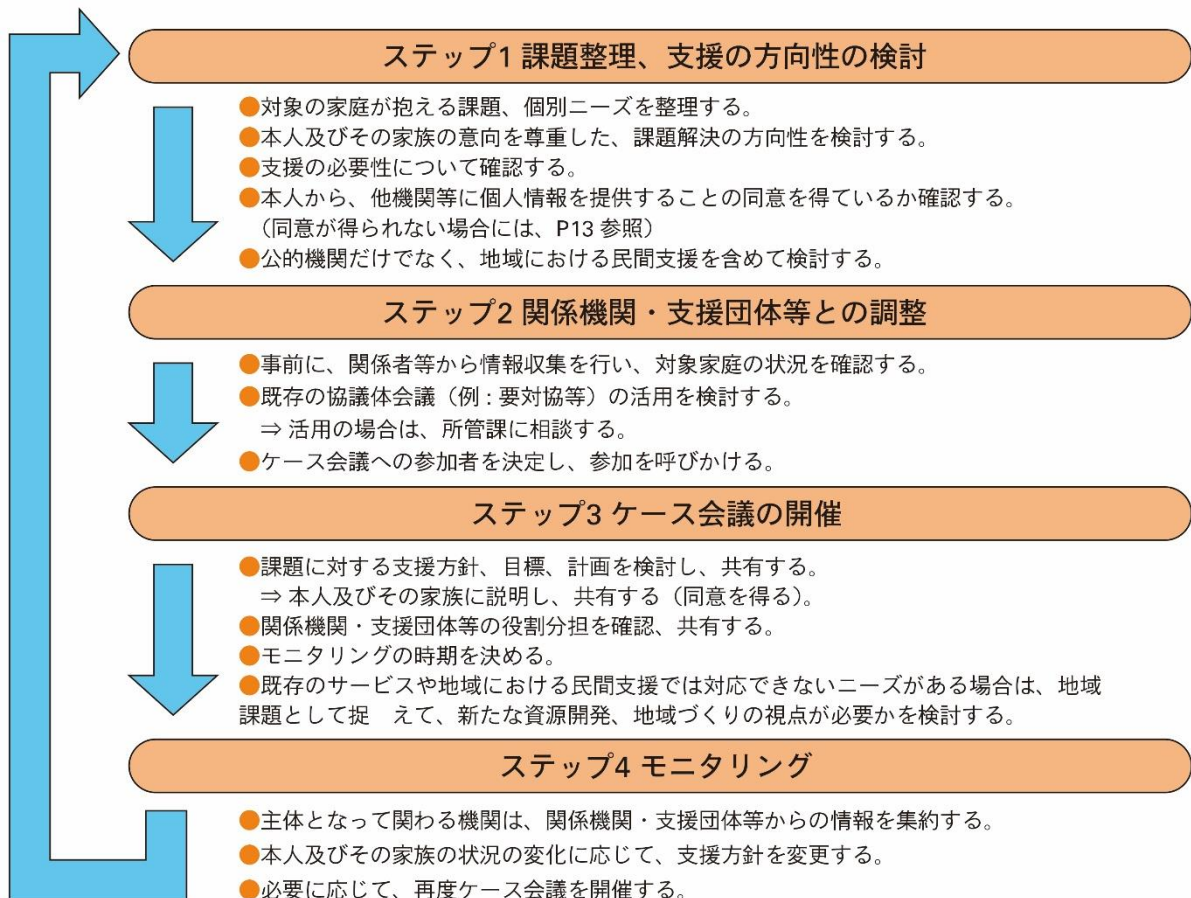 ステップ1 課題整理、支援の方向性の検討
●対象の家庭が抱える課題、個別ニーズを整理する。
●本人及びその家族の意向を尊重した、課題解決の方向性を検討する。
●支援の必要性について確認する。
●本人から、他機関等に個人情報を提供することの同意を得ているか確認する。
（同意が得られない場合には、P13 参照）
●公的機関だけでなく、地域における民間支援を含めて検討する。
ステップ2 関係機関・支援団体等との調整
●事前に、関係者等から情報収集を行い、対象家庭の状況を確認する。
●既存の協議体会議（例：要対協等）の活用を検討する。
⇒ 活用の場合は、所管課に相談する。
●ケース会議への参加者を決定し、参加を呼びかける。
ステップ3 ケース会議の開催
●課題に対する支援方針、目標、計画を検討し、共有する。
⇒ 本人及びその家族に説明し、共有する（同意を得る）。
●関係機関・支援団体等の役割分担を確認、共有する。
●モニタリングの時期を決める。
●既存のサービスや地域における民間支援では対応できないニーズがある場合は、地域
課題として捉　えて、新たな資源開発、地域づくりの視点が必要かを検討する。
ステップ4 モニタリング
●主体となって関わる機関は、関係機関・支援団体等からの情報を集約する。
●本人及びその家族の状況の変化に応じて、支援方針を変更する。
●必要に応じて、再度ケース会議を開催する。